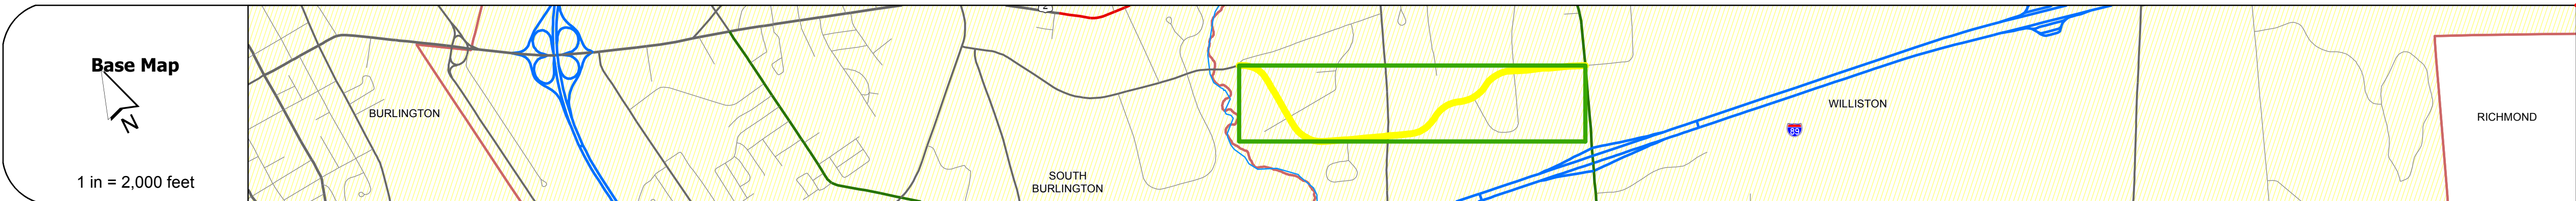 Base Map
N
1 in = 2,000 feet
BURLINGTON
SOUTH
BURLINGTON
2
WILLISTON
89
RICHMOND